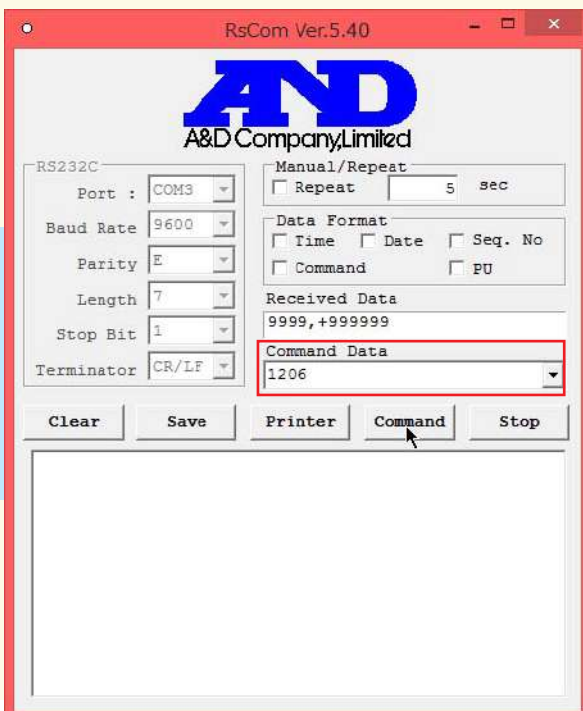 RsCom Ver.5.40
AND
A&D Company,Limited
RS232C
Port : COM3
Baud Rate 9600
Parity E
Length 7
Stop Bit 1
Terminator CR/LF
Manual/Repeat
Repeat 5 sec
Data Format
Time Date Seq. No
Command PU
Received Data
9999,+999999
Command Data
1206
Clear Save Printer Command Stop